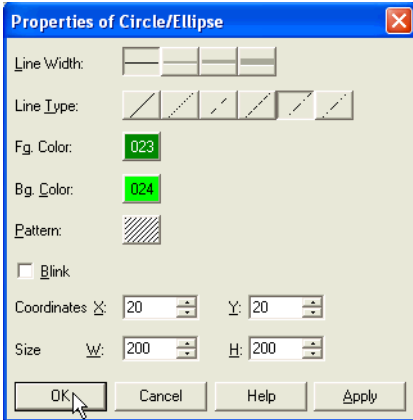 Properties of Circle/Ellipse
Line Width:
Line Type:
Fg. Color: 023
Bg. Color: 024
Pattern:
Blink
Coordinates X: 20 Y: 20
Size W: 200 H: 200
OK Cancel Help Apply